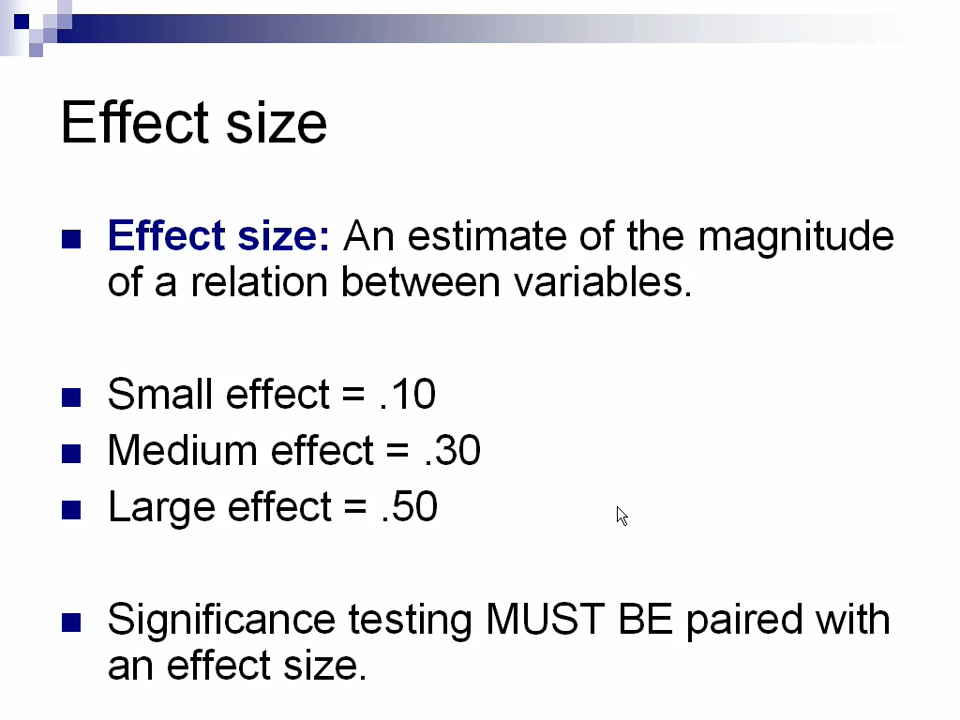 Effect size
Effect size: An estimate of the magnitude
of a relation between variables.
Small effect = .10
Medium effect = .30
Large effect = .50
Significance testing MUST BE paired with
an effect size.